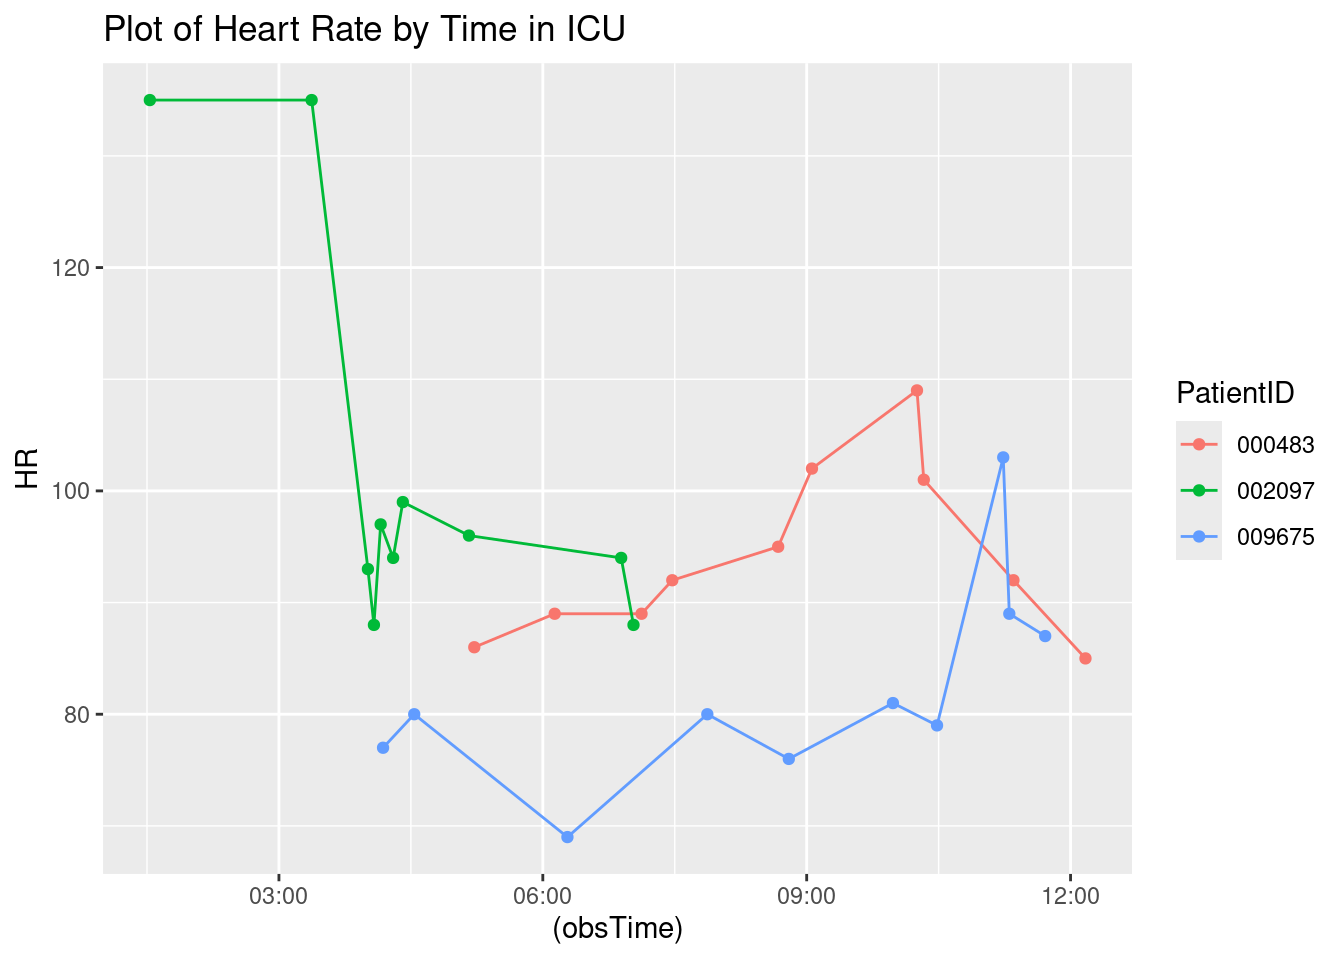 Plot of Heart Rate by Time in ICU
HR
120
100
80
03:00 06:00 09:00 12:00
(obsTime)
PatientID
000483
002097
009675